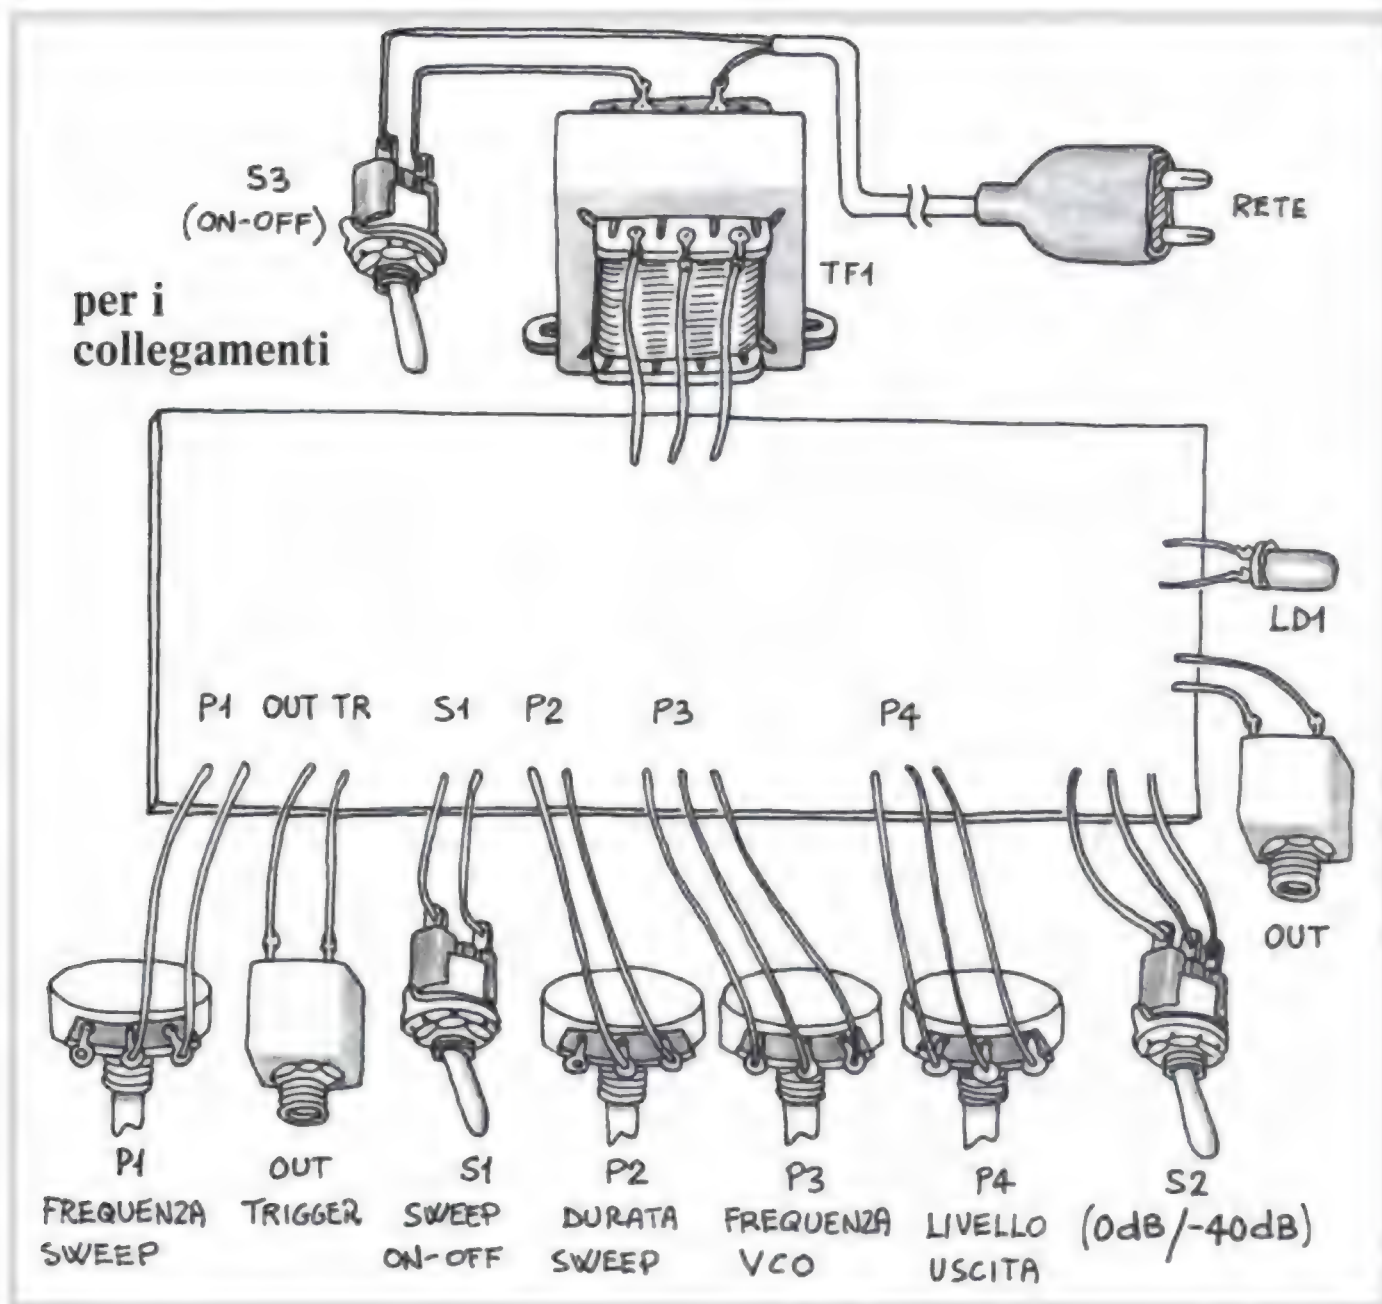 S3
(ON-OFF)
RETE
TF1
per i
collegamenti
LD1
P1 OUT TR S1 P2 P3 P4
OUT
P1
FREQUENZA
SWEEP
OUT
TRIGGER
S1
SWEEP
ON-OFF
P2
DURATA
SWEEP
P3
FREQUENZA
VCO
P4
LIVELLO
USCITA
S2
(0dB/-40dB)